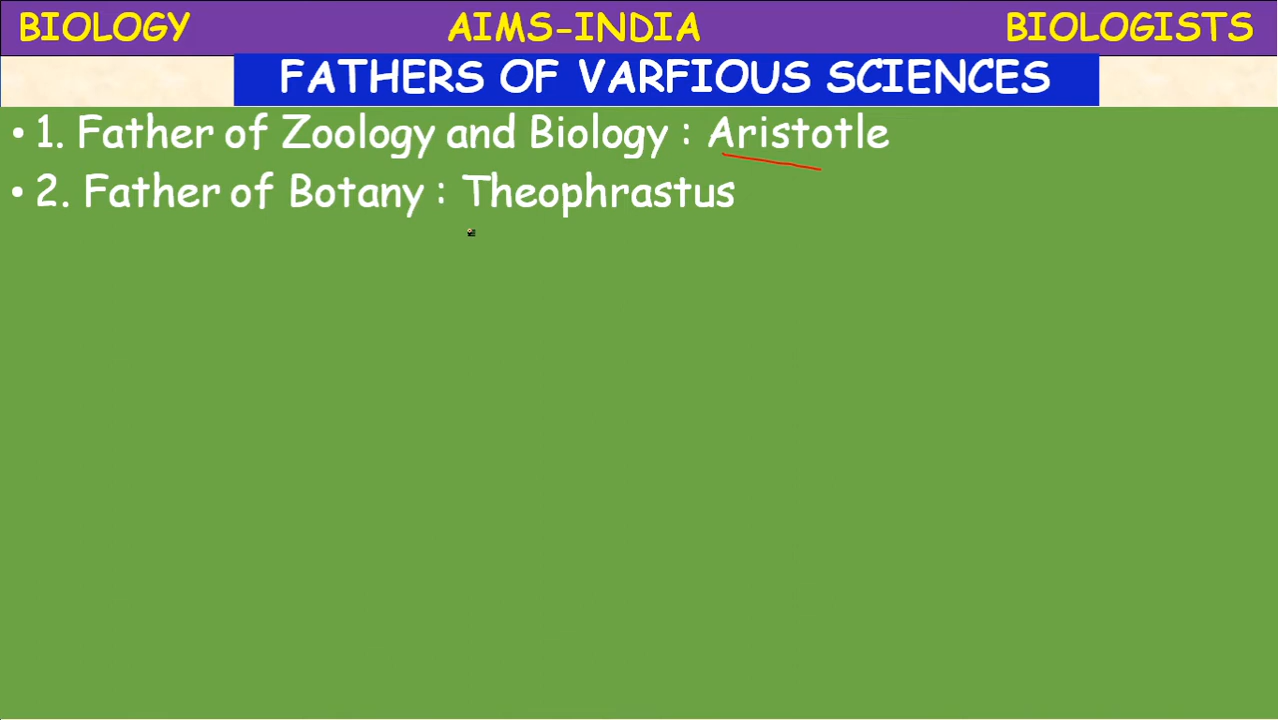 BIOLOGY AIMS-INDIA BIOLOGISTS
FATHERS OF VARFIOUS SCIENCES
• 1. Father of Zoology and Biology : Aristotle
• 2. Father of Botany : Theophrastus